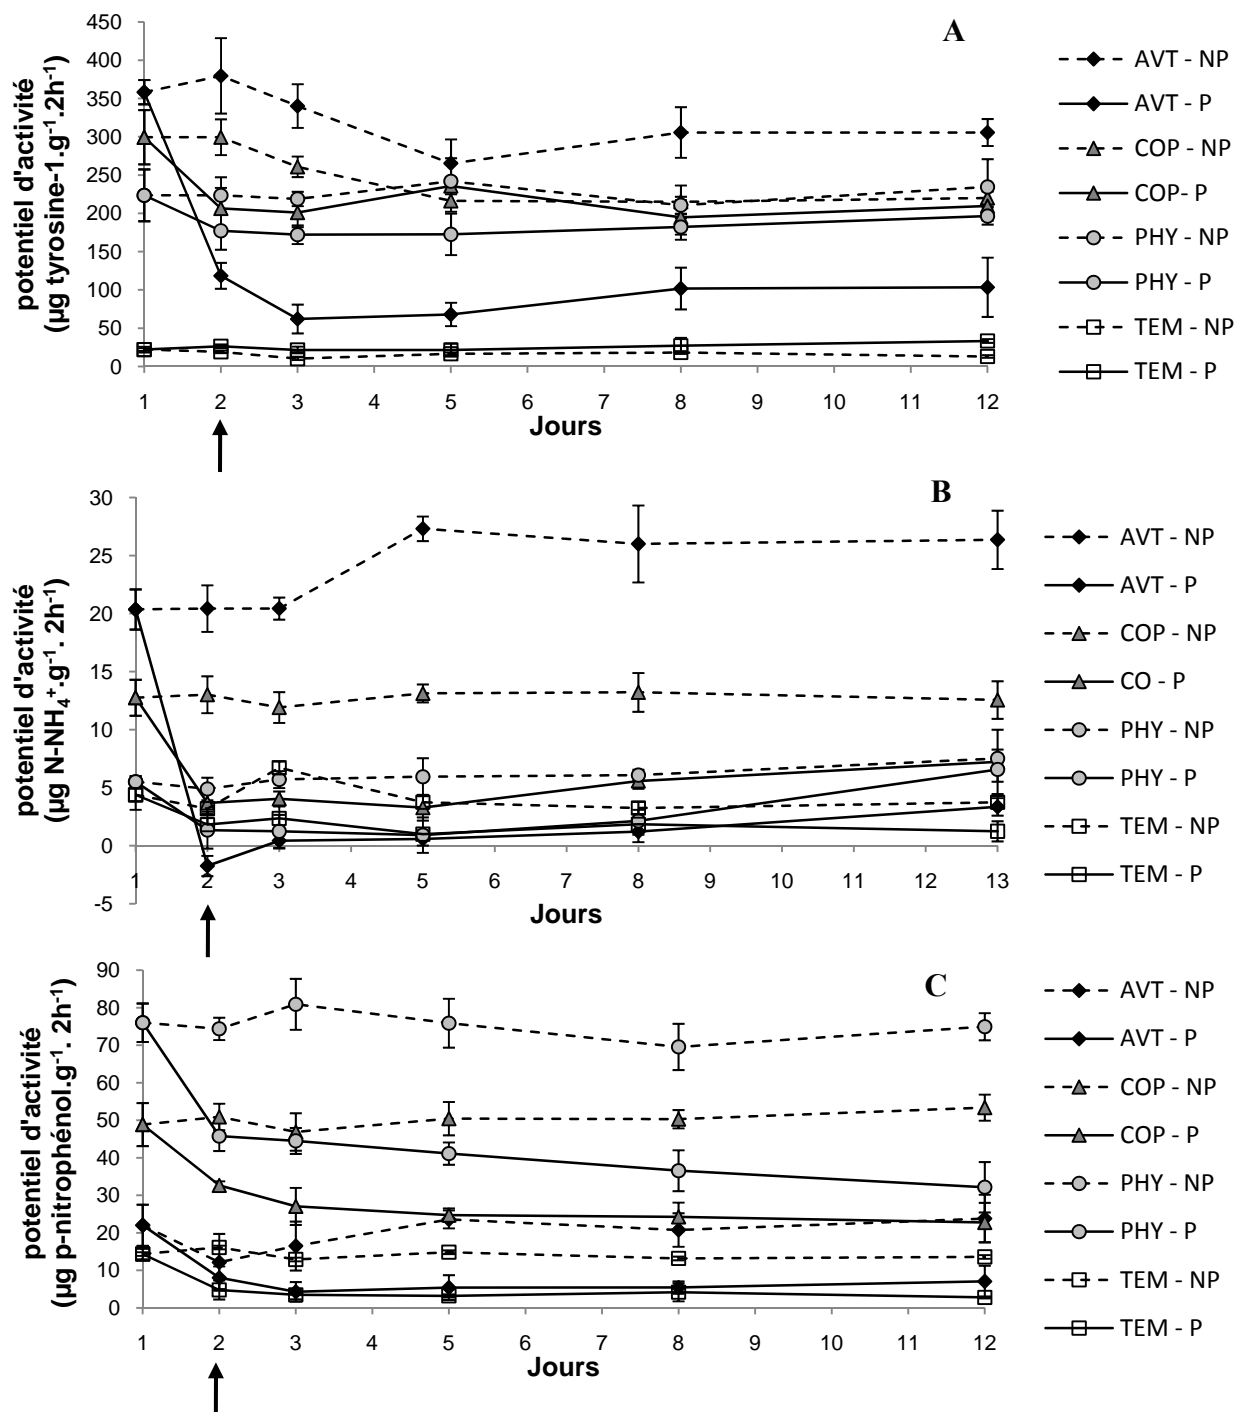 A
potentiel d'activité
(µg tyrosine-1.g⁻¹.2h⁻¹)
450
400
350
300
250
200
150
100
50
0
1 2 3 4 5 6 7 8 9 10 11 12
Jours
AVT - NP
AVT - P
COP - NP
COP- P
PHY - NP
PHY - P
TEM - NP
TEM - P
B
potentiel d'activité
(µg N-NH₄⁺.g⁻¹. 2h⁻¹)
30
25
20
15
10
5
0
-5
1 2 3 4 5 6 7 8 9 10 11 12 13
Jours
AVT - NP
AVT - P
COP - NP
CO - P
PHY - NP
PHY - P
TEM - NP
TEM - P
C
potentiel d'activité
(µg p-nitrophénol.g⁻¹. 2h⁻¹)
90
80
70
60
50
40
30
20
10
0
1 2 3 4 5 6 7 8 9 10 11 12
Jours
AVT - NP
AVT - P
COP - NP
COP - P
PHY - NP
PHY - P
TEM - NP
TEM - P